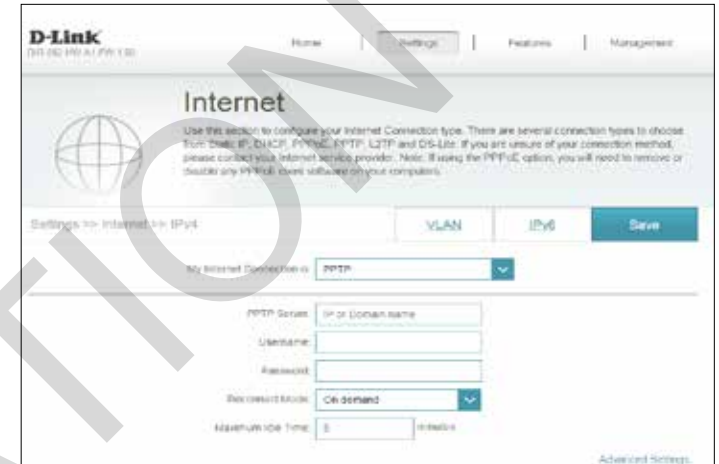 D-Link
Home | Settings | Features | Management
Internet
Use this section to configure your Internet Connection type. There are several connection types to choose
from: Static IP, DHCP, PPPoE, PPTP, L2TP and DS-Lite. If you are unsure of your connection method,
please contact your Internet service provider. Note: If using the PPPoE option, you will need to remove or
disable any PPPoE client software on your computers.
Settings >> Internet >> IPv4 VLAN IPv6 Save
My Internet Connection is: PPTP
PPTP Server: IP or Domain name
Username:
Password:
Reconnect Mode: On demand
Maximum Idle Time: 5 minutes
Advanced Settings...
ATION